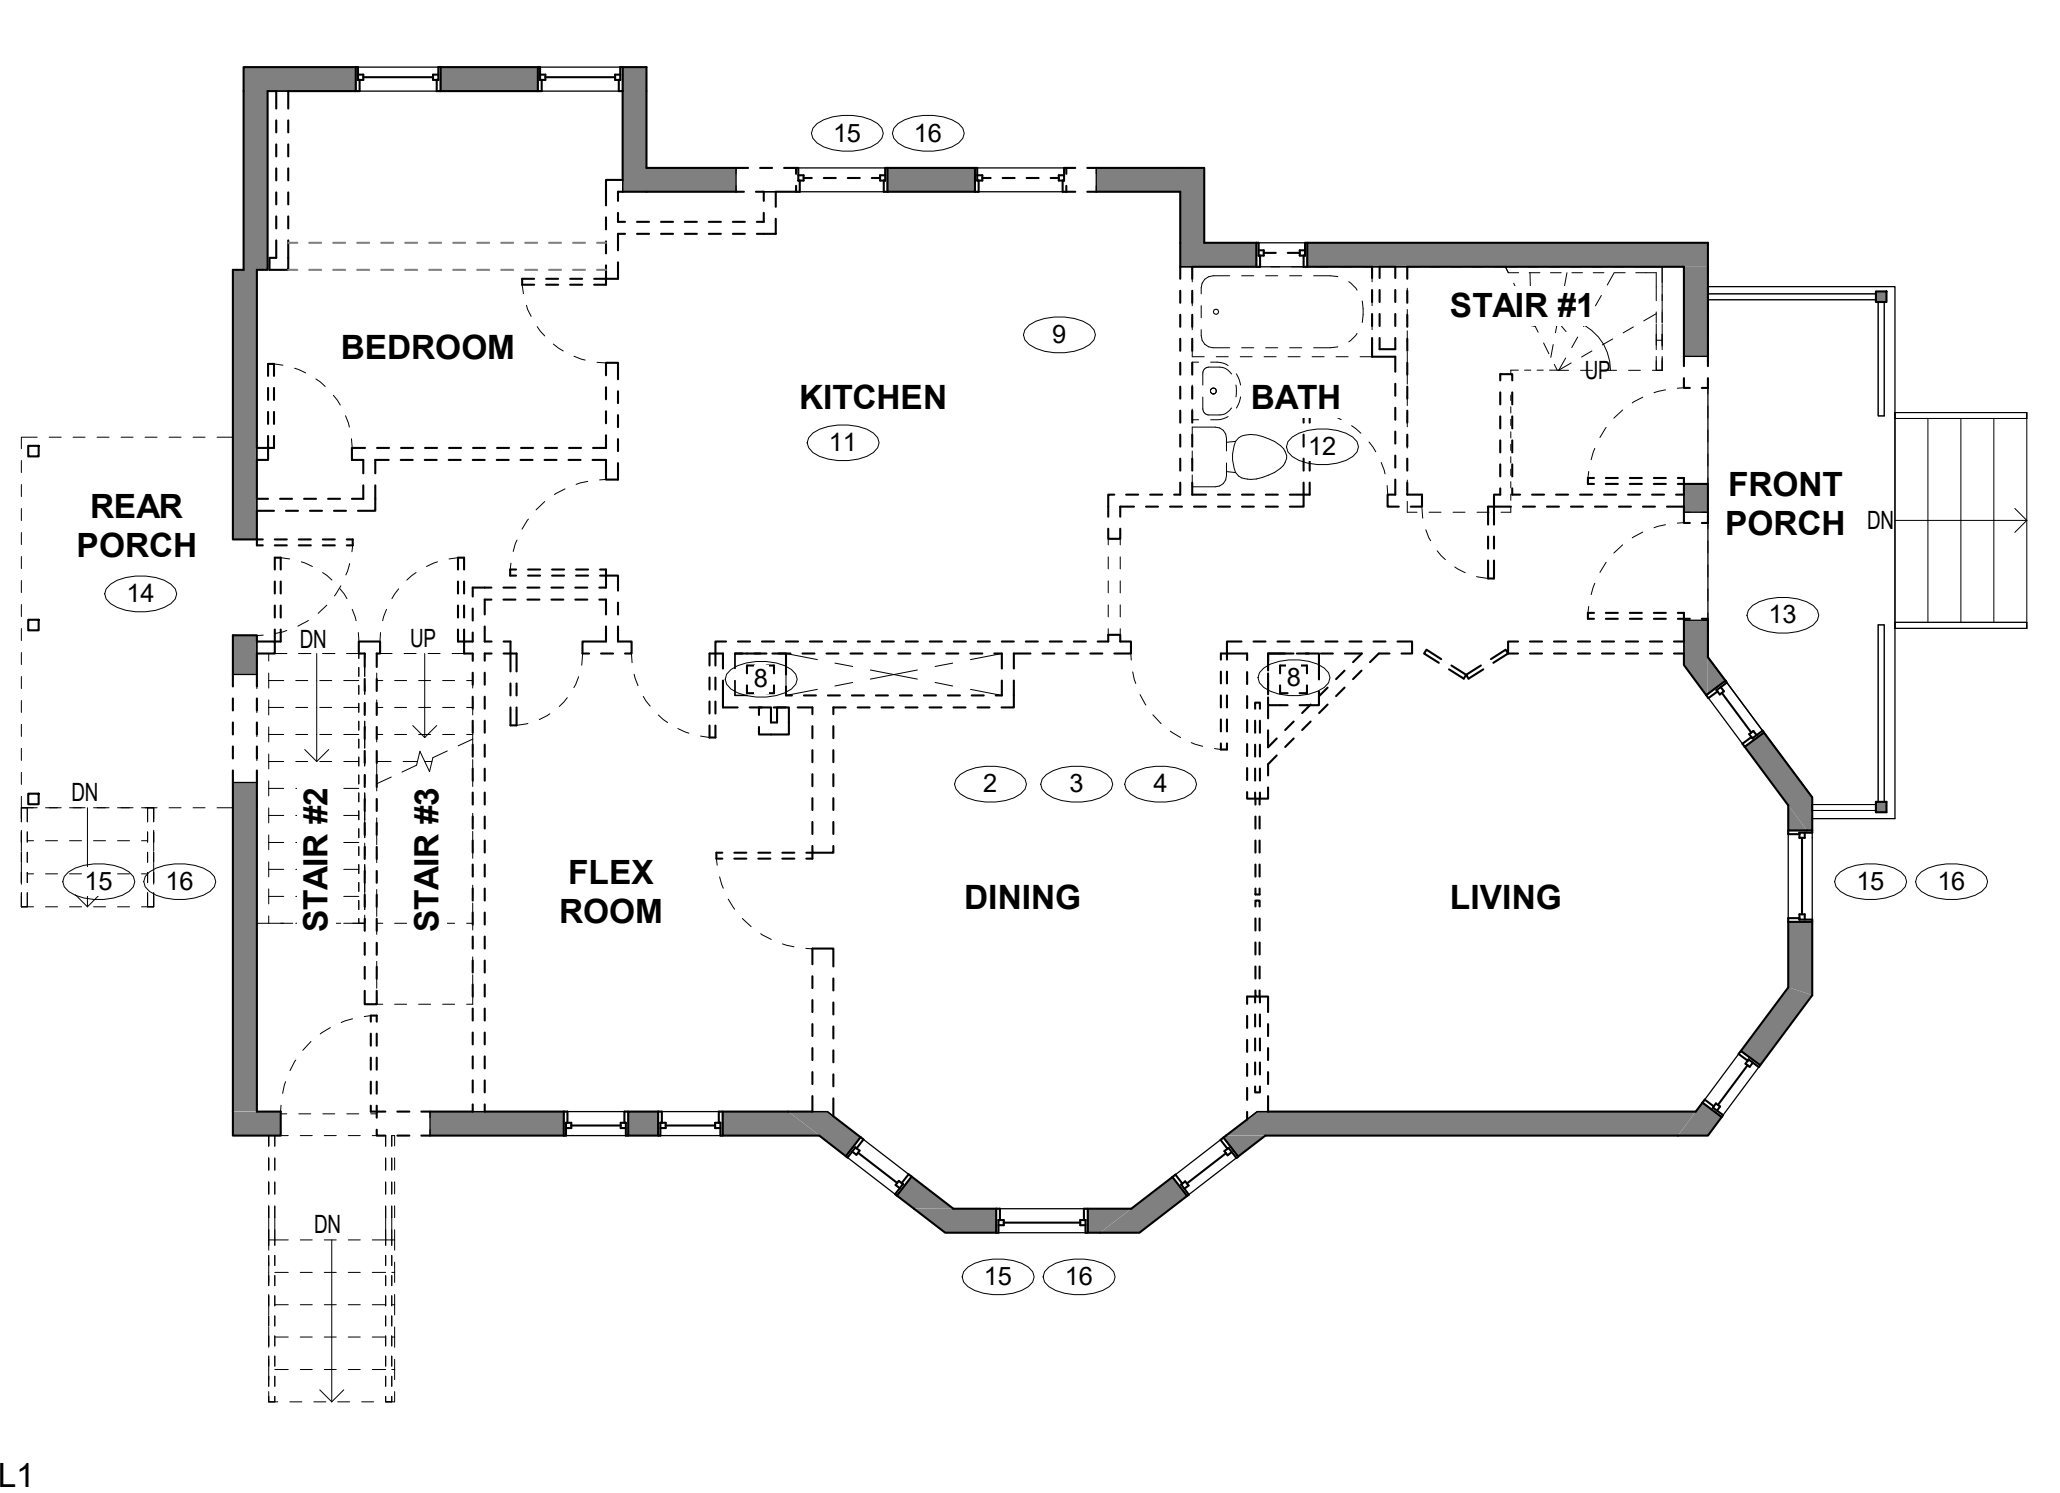 15 16
STAIR #1
9
BEDROOM
UP
KITCHEN
BATH
11
12
FRONT
PORCH
DN
REAR
PORCH
14
13
DN
UP
8
8
2 3 4
DN
STAIR #2
STAIR #3
15 16
FLEX
ROOM
DINING
LIVING
15 16
DN
15 16
L1